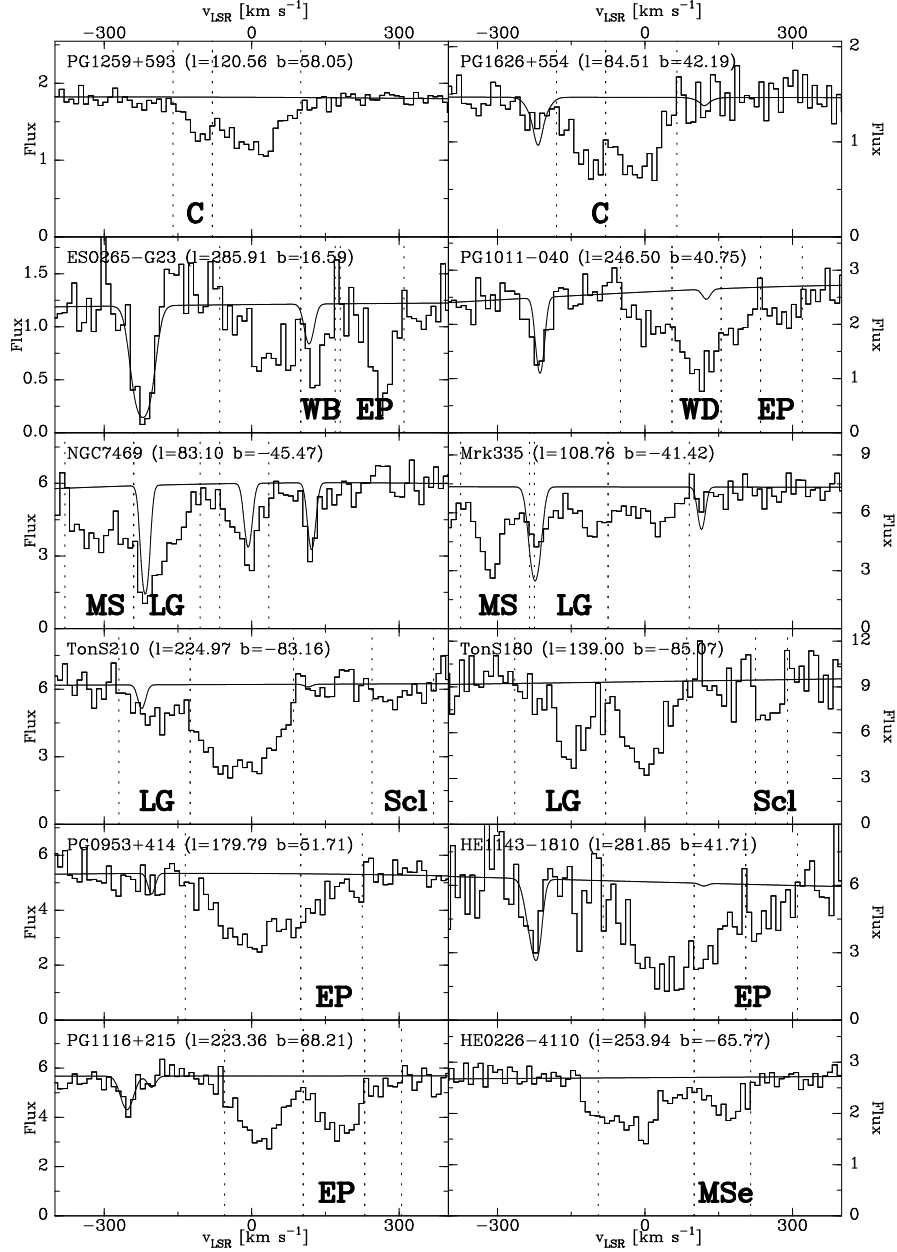 v_LSR [km s⁻¹] v_LSR [km s⁻¹]
−300 0 300 −300 0 300
PG1259+593 (l=120.56 b=58.05)
2
1
0
Flux
C
PG1626+554 (l=84.51 b=42.19)
2
1
0
Flux
C
ESO265−G23 (l=285.91 b=16.59)
1.5
1.0
0.5
0.0
Flux
WB EP
PG1011−040 (l=246.50 b=40.75)
3
2
1
0
Flux
WD EP
NGC7469 (l=83.10 b=−45.47)
6
3
0
Flux
MS LG
Mrk335 (l=108.76 b=−41.42)
9
6
3
0
Flux
MS LG
TonS210 (l=224.97 b=−83.16)
6
3
0
Flux
LG Scl
TonS180 (l=139.00 b=−85.07)
12
9
6
3
0
Flux
LG Scl
PG0953+414 (l=179.79 b=51.71)
6
4
2
0
Flux
EP
HE1143−1810 (l=281.85 b=41.71)
6
3
0
Flux
EP
PG1116+215 (l=223.36 b=68.21)
6
4
2
0
Flux
EP
HE0226−4110 (l=253.94 b=−65.77)
3
2
1
0
Flux
MSe
−300 0 300 −300 0 300
v_LSR [km s⁻¹] v_LSR [km s⁻¹]